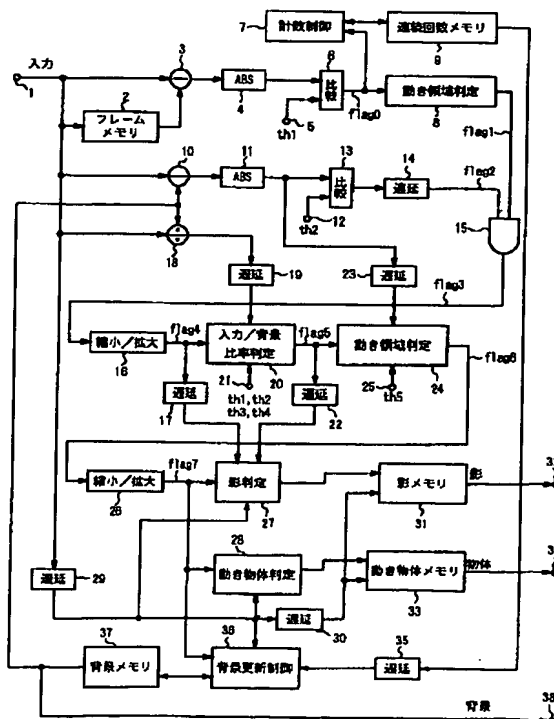 7
計数制御
連続回数メモリ
9
入力
1
3
ABS
4
6
比較
flag0
動き領域判定
8
2
フレーム
メモリ
5
th1
flag1
10
11
ABS
13
比較
14
遅延
flag2
12
th2
15
18
遅延
19
23
遅延
flag3
縮小/拡大
16
flag4
入力/背景
比率判定
20
flag5
動き領域判定
24
flag6
遅延
17
21
th1,th2
th3,th4
遅延
22
25
th5
縮小/拡大
26
flag7
影判定
27
影メモリ
31
影
28
動き物体判定
動き物体メモリ
33
物体
遅延
29
遅延
30
37
背景メモリ
36
背景更新制御
35
遅延
背景
38